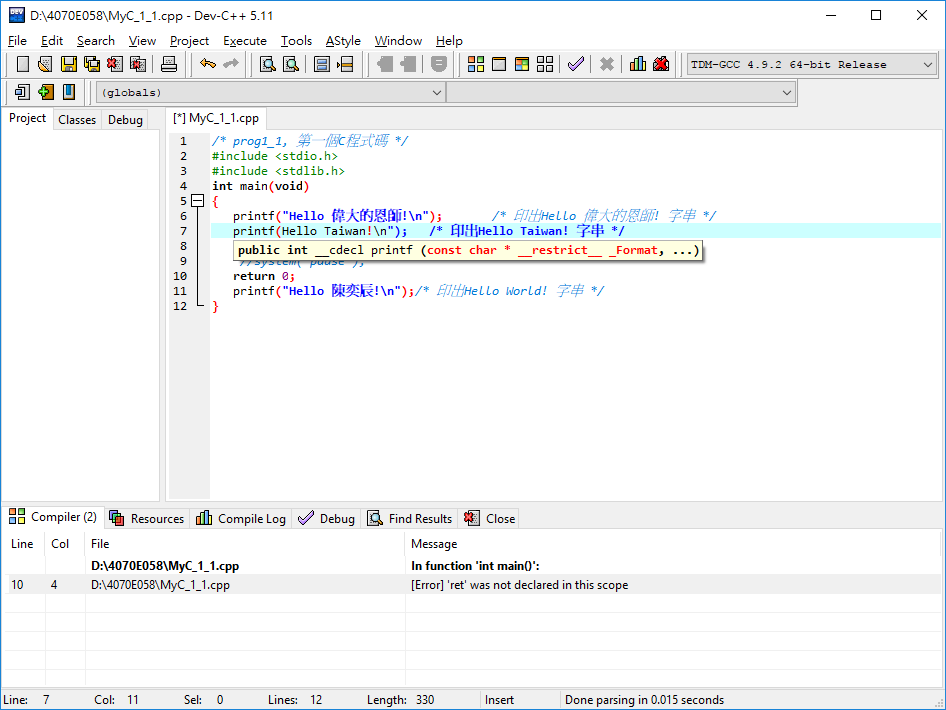 D:\4070E058\MyC_1_1.cpp - Dev-C++ 5.11
File Edit Search View Project Execute Tools AStyle Window Help
TDM-GCC 4.9.2 64-bit Release
(globals)
Project Classes Debug
[*] MyC_1_1.cpp
1 /* prog1_1, 第一個C程式碼 */
2 #include <stdio.h>
3 #include <stdlib.h>
4 int main(void)
5 {
6 printf("Hello 偉大的恩師!\n"); /* 印出Hello 偉大的恩師! 字串 */
7 printf(Hello Taiwan!\n"); /* 印出Hello Taiwan! 字串 */
8 public int __cdecl printf (const char * __restrict__ _Format, ...)
9 //system("pause");
10 return 0;
11 printf("Hello 陳奕辰!\n");/* 印出Hello World! 字串 */
12 }
Compiler (2) Resources Compile Log Debug Find Results Close
Line Col File Message
D:\4070E058\MyC_1_1.cpp In function 'int main()':
10 4 D:\4070E058\MyC_1_1.cpp [Error] 'ret' was not declared in this scope
Line: 7 Col: 11 Sel: 0 Lines: 12 Length: 330 Insert Done parsing in 0.015 seconds